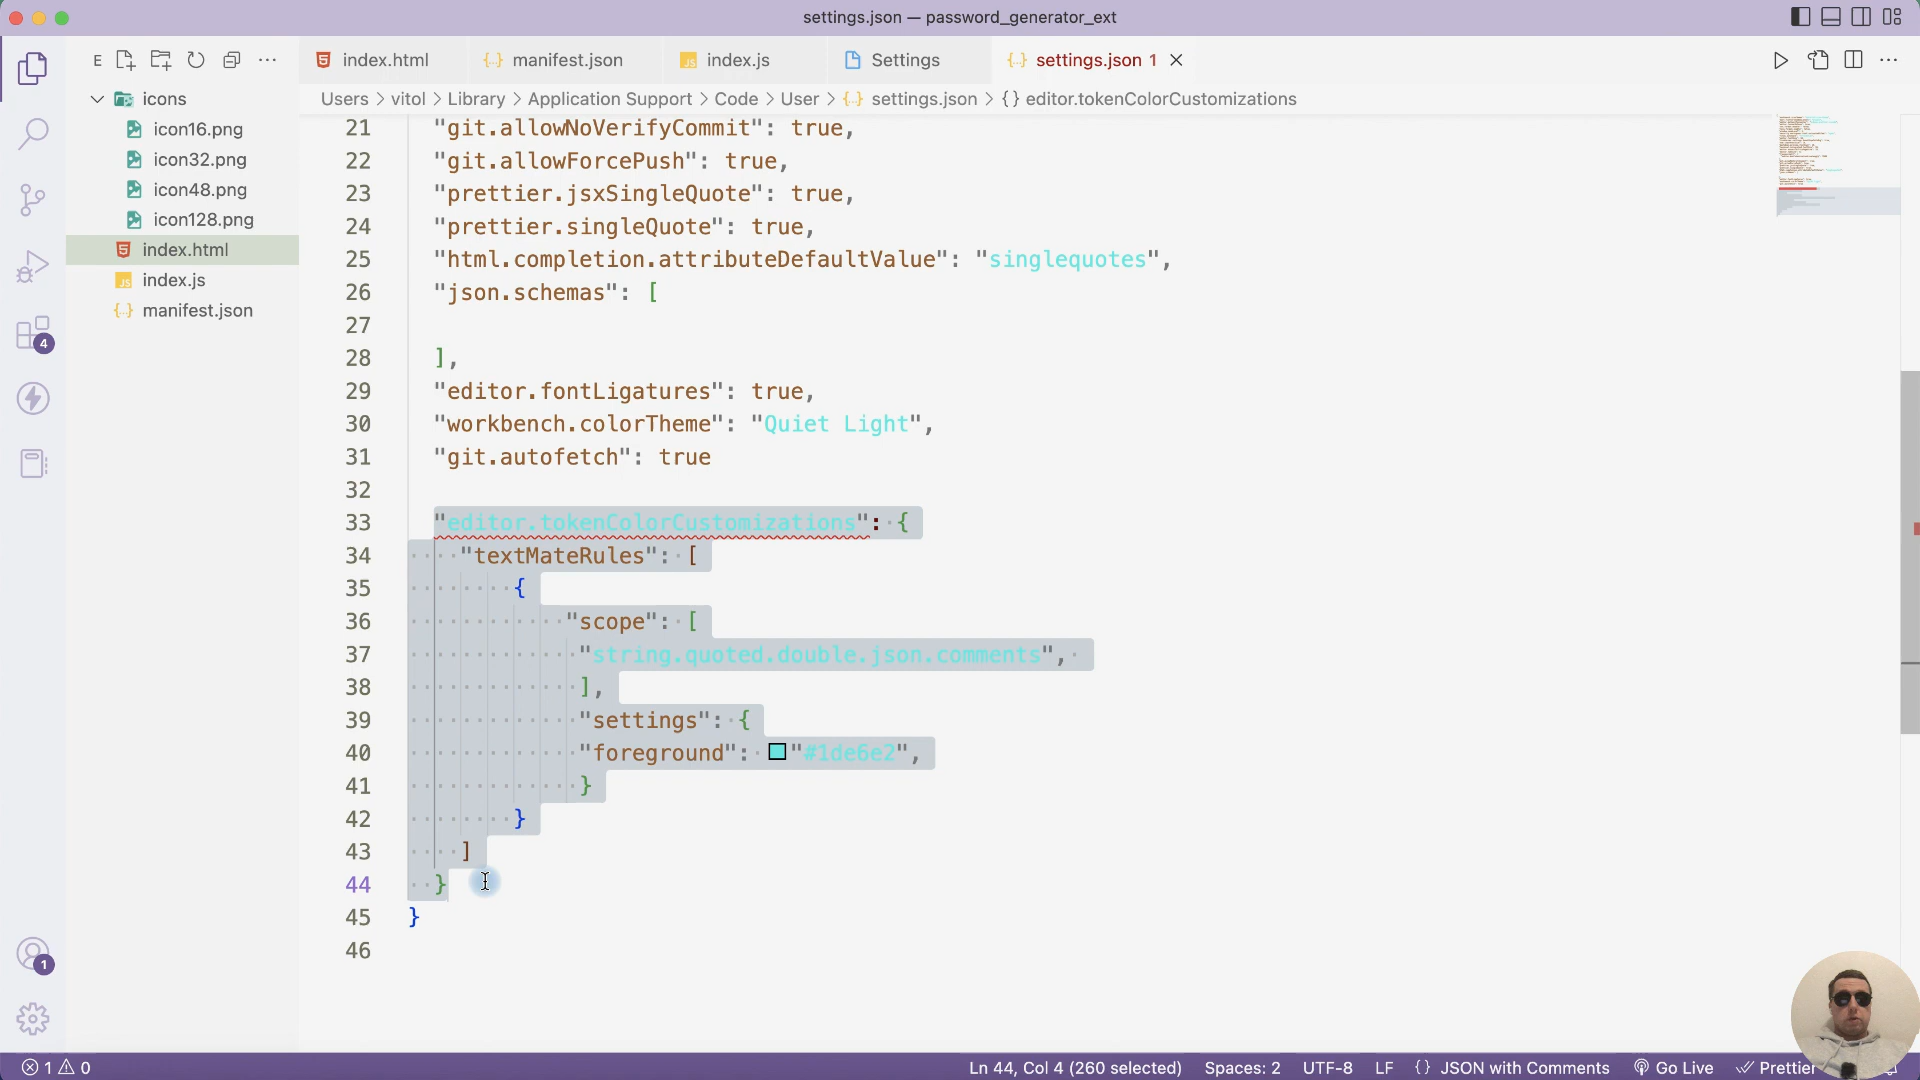 settings.json — password_generator_ext
E
index.html
manifest.json
index.js
Settings
settings.json 1
Users > vitol > Library > Application Support > Code > User > {} settings.json > {} editor.tokenColorCustomizations
icons
icon16.png
icon32.png
icon48.png
icon128.png
index.html
index.js
manifest.json
4
1
21 "git.allowNoVerifyCommit": true,
22 "git.allowForcePush": true,
23 "prettier.jsxSingleQuote": true,
24 "prettier.singleQuote": true,
25 "html.completion.attributeDefaultValue": "singlequotes",
26 "json.schemas": [
27
28 ],
29 "editor.fontLigatures": true,
30 "workbench.colorTheme": "Quiet Light",
31 "git.autofetch": true
32
33 "editor.tokenColorCustomizations": {
34 "textMateRules": [
35 {
36 "scope": [
37 "string.quoted.double.json.comments",
38 ],
39 "settings": {
40 "foreground": "#1de6e2",
41 }
42 }
43 ]
44 }
45 }
46
1 0 Ln 44, Col 4 (260 selected) Spaces: 2 UTF-8 LF {} JSON with Comments Go Live Prettier